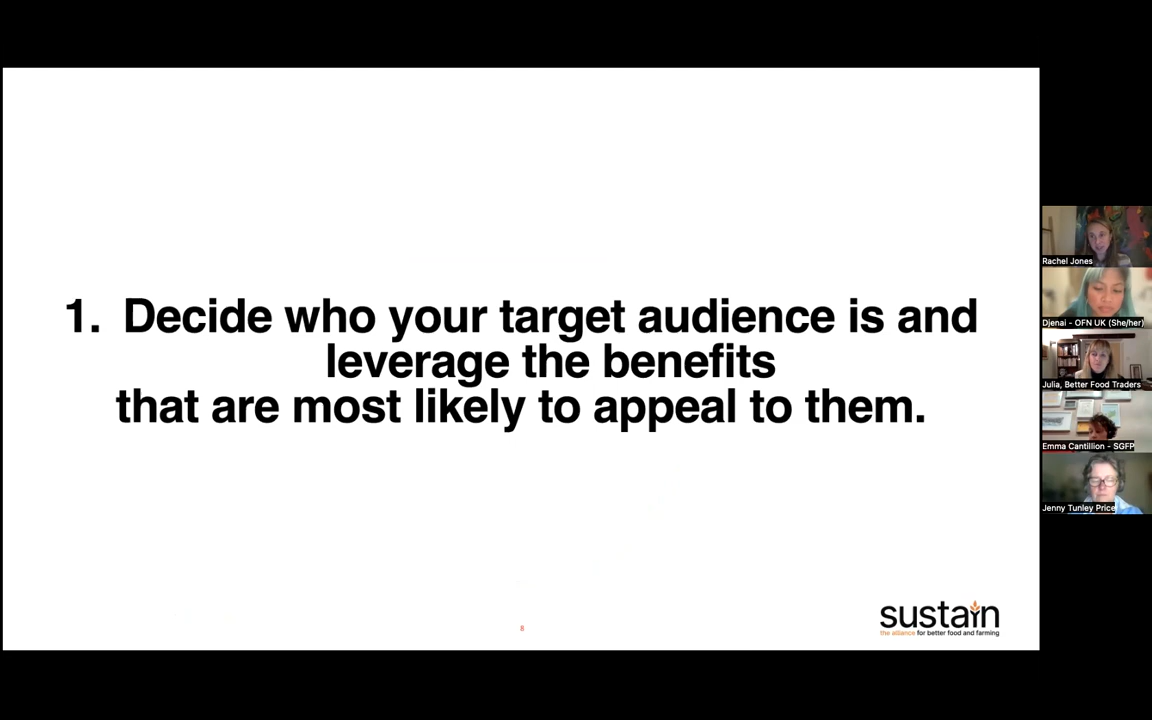 1. Decide who your target audience is and
leverage the benefits
that are most likely to appeal to them.
8
sustain
the alliance for better food and farming
Rachel Jones
Djenai - OFN UK (She/her)
Julia, Better Food Traders
Emma Cantillion - SGFP
Jenny Tunley Price